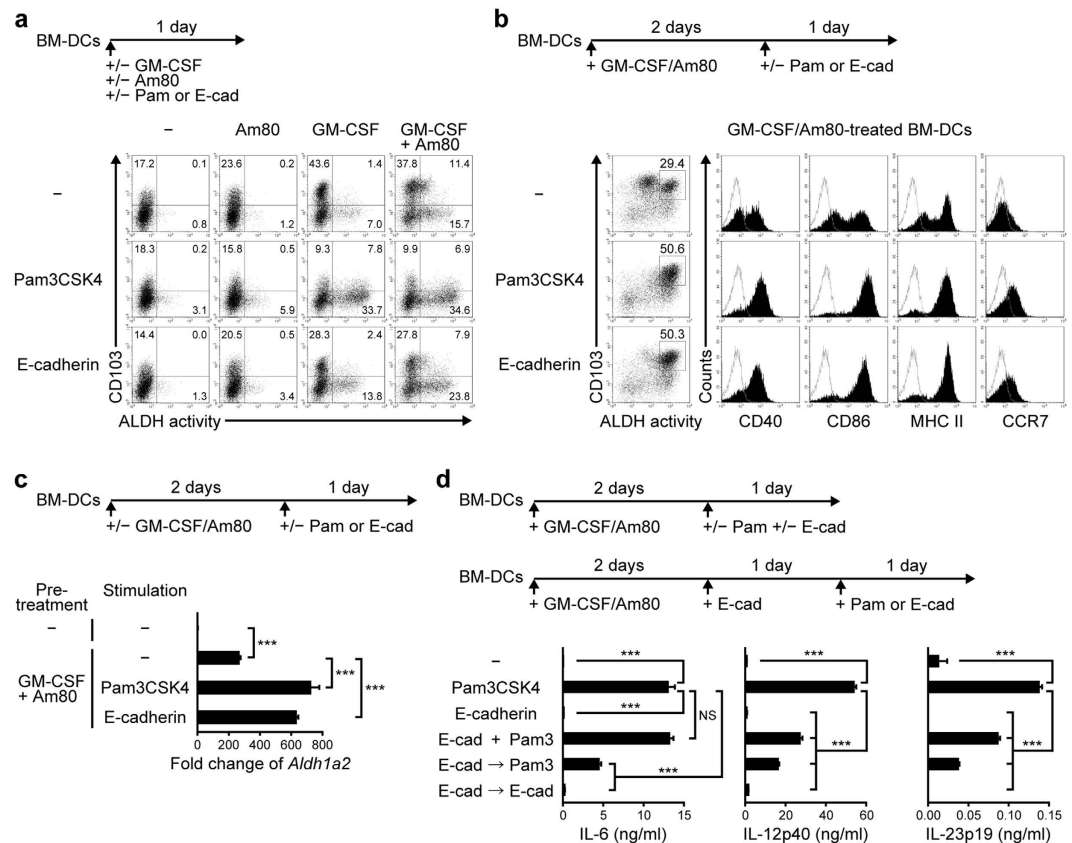 a
BM-DCs
1 day
+/− GM-CSF
+/− Am80
+/− Pam or E-cad
− Am80 GM-CSF GM-CSF + Am80
−
17.2 0.1 0.8
23.6 0.2 1.2
43.6 1.4 7.0
37.8 11.4 15.7
Pam3CSK4
18.3 0.2 3.1
15.8 0.5 5.9
9.3 7.8 33.7
9.9 6.9 34.6
E-cadherin
14.4 0.0 1.3
20.5 0.5 3.4
28.3 2.4 13.8
27.8 7.9 23.8
CD103
ALDH activity
b
BM-DCs
2 days 1 day
+ GM-CSF/Am80 +/− Pam or E-cad
GM-CSF/Am80-treated BM-DCs
− 29.4
Pam3CSK4 50.6
E-cadherin 50.3
CD103
Counts
ALDH activity CD40 CD86 MHC II CCR7
c
BM-DCs
2 days 1 day
+/− GM-CSF/Am80 +/− Pam or E-cad
Pre-
treatment Stimulation
− −
GM-CSF
+ Am80
−
Pam3CSK4
E-cadherin
***
***
***
0 200 400 600 800
Fold change of Aldh1a2
d
BM-DCs
2 days 1 day
+ GM-CSF/Am80 +/− Pam +/− E-cad
BM-DCs
2 days 1 day 1 day
+ GM-CSF/Am80 + E-cad + Pam or E-cad
−
Pam3CSK4
E-cadherin
E-cad + Pam3
E-cad → Pam3
E-cad → E-cad
***
***
NS
***
0 5 10 15
IL-6 (ng/ml)
***
***
0 20 40 60
IL-12p40 (ng/ml)
***
***
0.00 0.05 0.10 0.15
IL-23p19 (ng/ml)